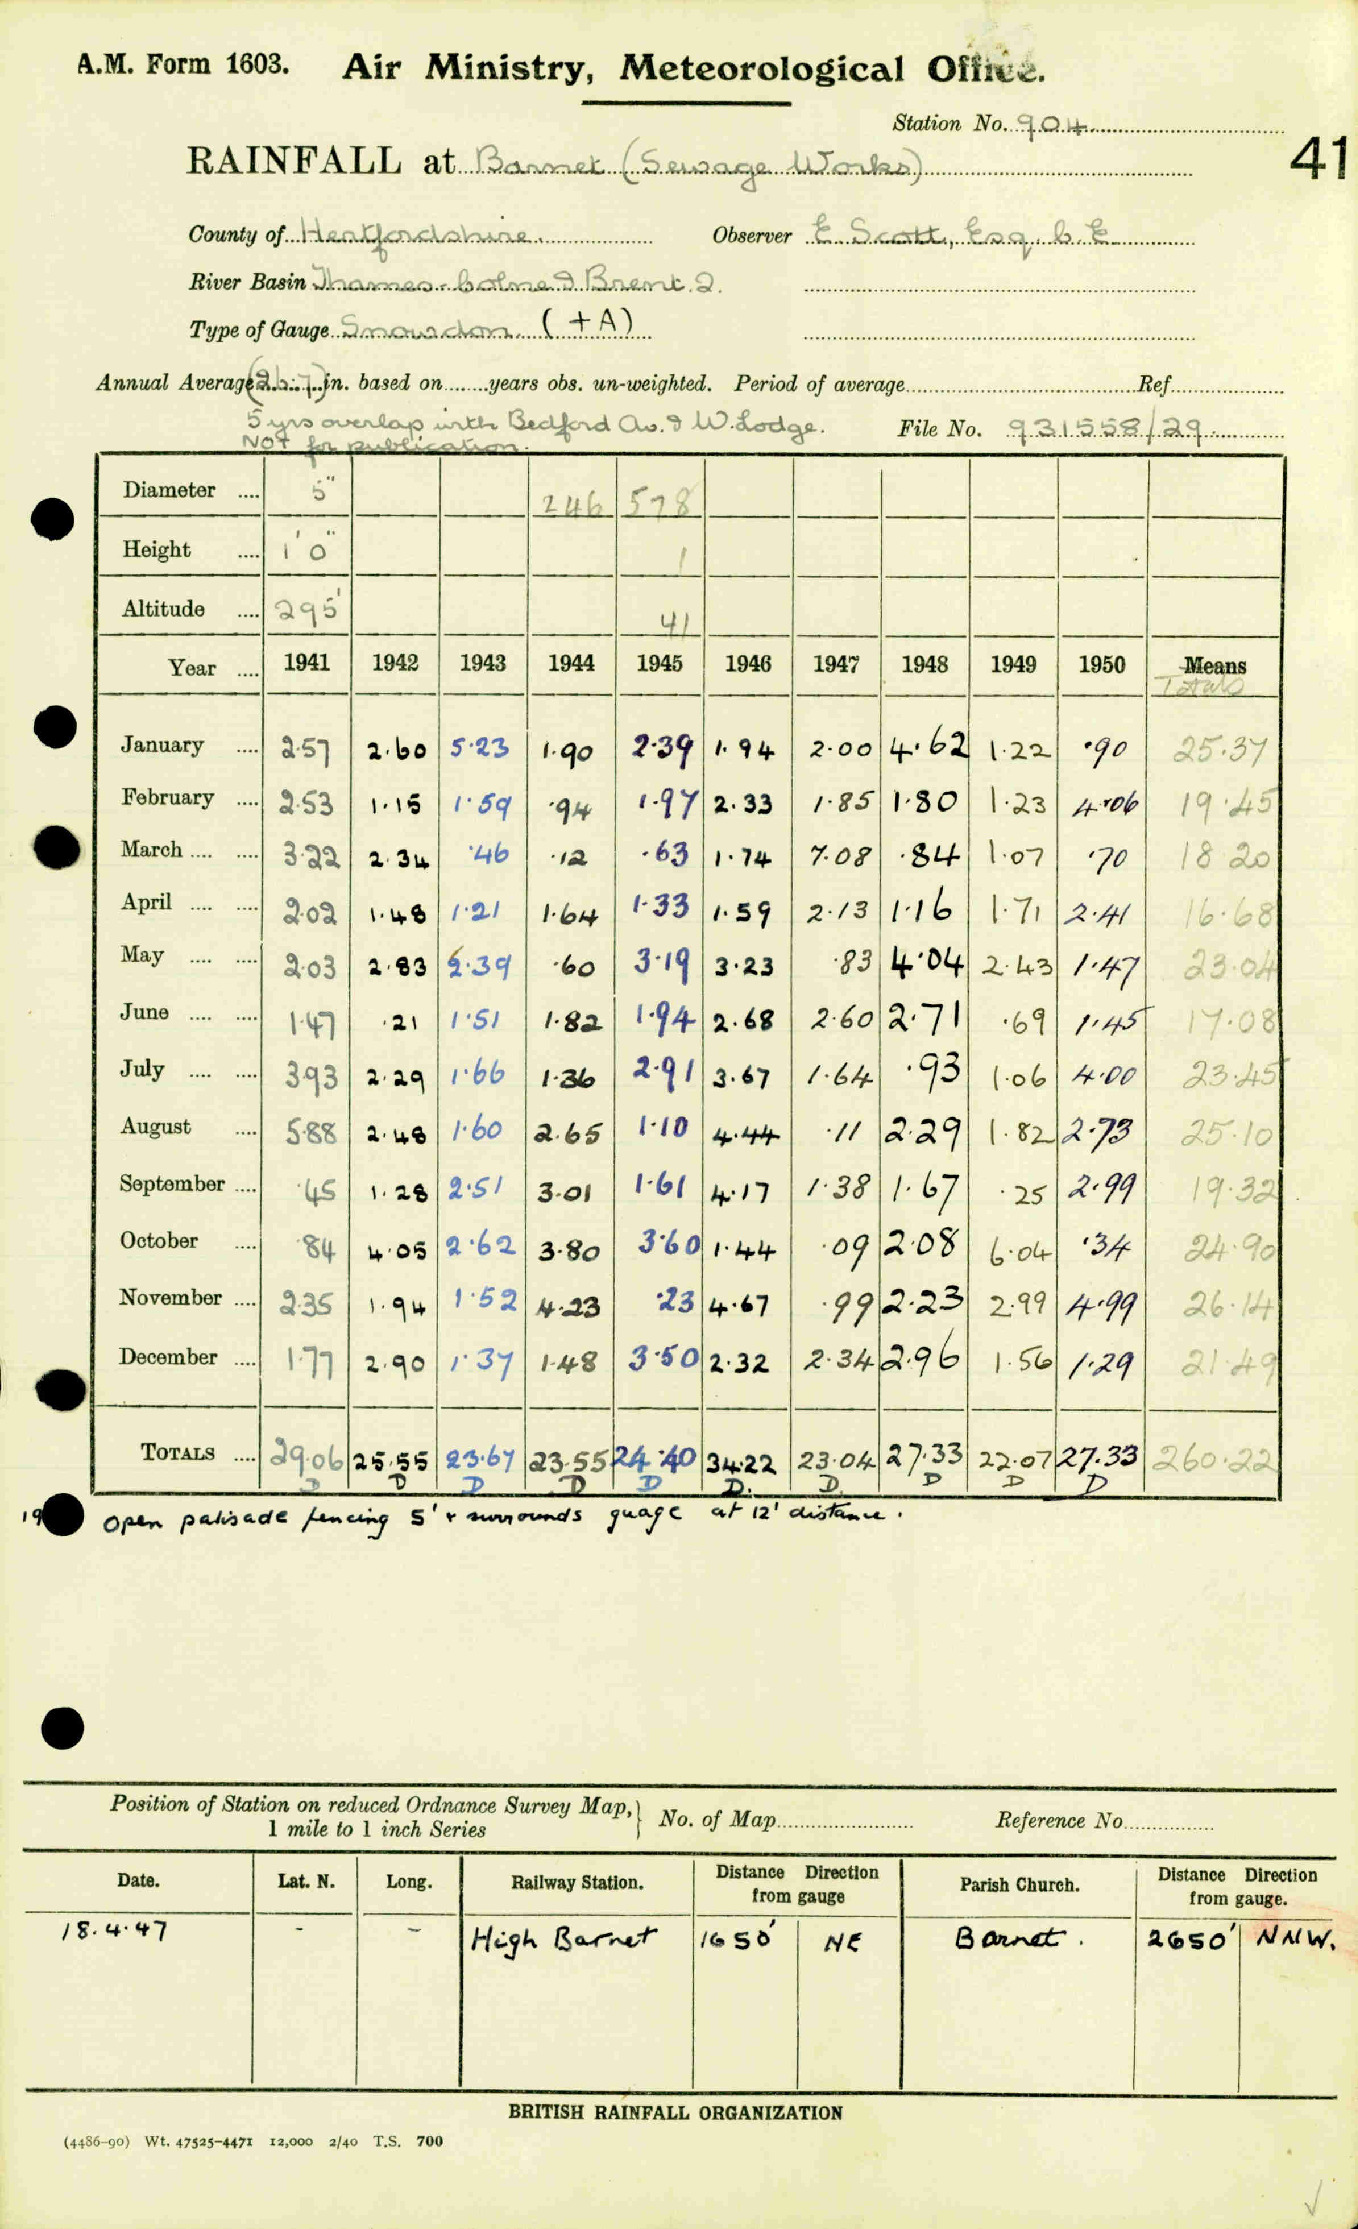 A.M. Form 1603. Air Ministry, Meteorological Office.
Station No. 904
41
RAINFALL at Barnet (Sewage Works)
County of Hertfordshire. Observer E Scott, Esq. C. E.
River Basin Thames - Colne & Brent. 2.
Type of Gauge Snowdon. (+A)
Annual Average (26.7) in. based on years obs. un-weighted. Period of average Ref.
5 yrs overlap with Bedford Av. & W. Lodge. File No. 931558/29
NOT for publication.
Diameter .... 5" 246 578
Height .... 1' 0" 1
Altitude .... 295' 41
Year .... 1941 1942 1943 1944 1945 1946 1947 1948 1949 1950 Means
Totals
January .... 2.57 2.60 5.23 1.90 2.39 1.94 2.00 4.62 1.22 .90 25.37
February .... 2.53 1.15 1.59 .94 1.97 2.33 1.85 1.80 1.23 4.06 19.45
March .... .... 3.22 2.34 .46 .12 .63 1.74 7.08 .84 1.07 .70 18 20
April .... .... 2.02 1.48 1.21 1.64 1.33 1.59 2.13 1.16 1.71 2.41 16.68
May .... .... 2.03 2.83 2.39 .60 3.19 3.23 .83 4.04 2.43 1.47 23.04
June .... .... 1.47 .21 1.51 1.82 1.94 2.68 2.60 2.71 .69 1.45 17.08
July .... .... 3.93 2.29 1.66 1.36 2.91 3.67 1.64 .93 1.06 4.00 23.45
August .... 5.88 2.48 1.60 2.65 1.10 4.44 .11 2.29 1.82 2.73 25.10
September .... .45 1.28 2.51 3.01 1.61 4.17 1.38 1.67 .25 2.99 19.32
October .... .84 4.05 2.62 3.80 3.60 1.44 .09 2.08 6.04 .34 24.90
November .... 2.35 1.94 1.52 4.23 .23 4.67 .99 2.23 2.99 4.99 26.14
December .... 1.77 2.90 1.37 1.48 3.50 2.32 2.34 2.96 1.56 1.29 21.49
TOTALS .... 29.06 25.55 23.67 23.55 24.40 34.22 23.04 27.33 22.07 27.33 260.22
D D D D D D. D. D D D
19 Open palisade fencing 5' + surrounds guage at 12' distance.
Position of Station on reduced Ordnance Survey Map, } No. of Map Reference No.
1 mile to 1 inch Series
Date. Lat. N. Long. Railway Station. Distance Direction from gauge Parish Church. Distance Direction from gauge.
18.4.47 - - High Barnet 1650' NE Barnet. 2650' NNW.
BRITISH RAINFALL ORGANIZATION
(4486-90) Wt. 47525-4471 12,000 2/40 T.S. 700